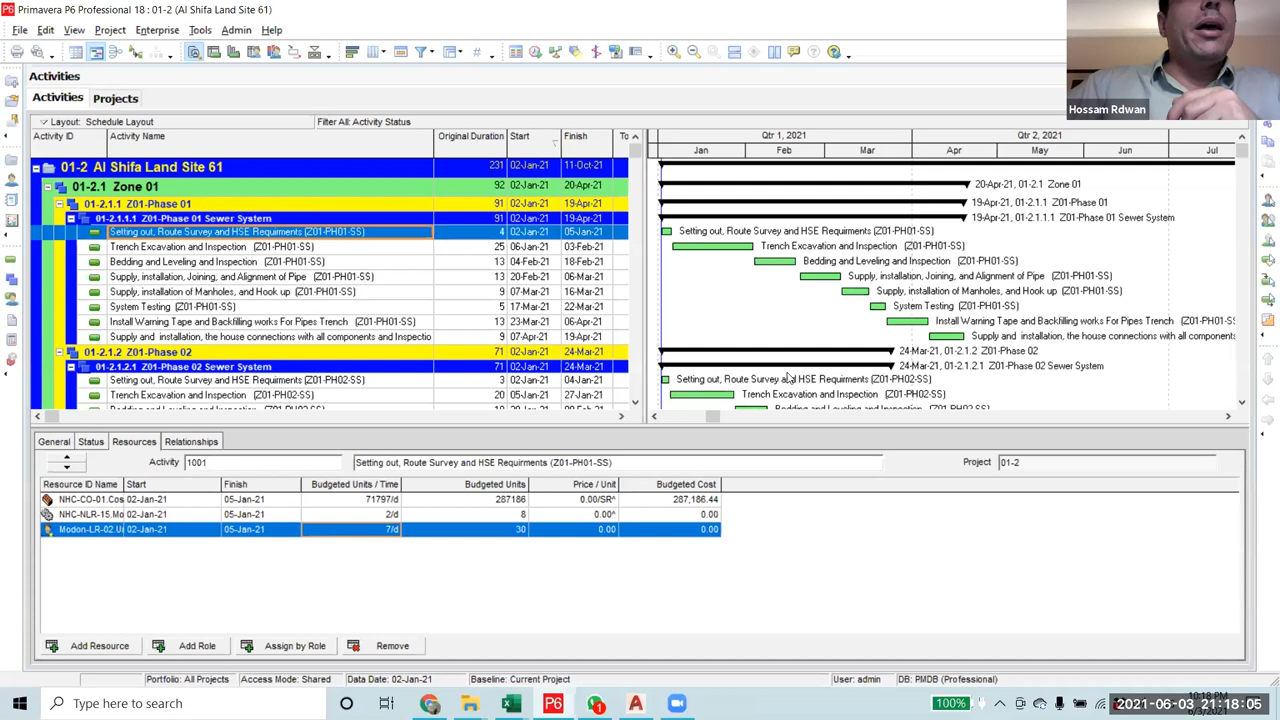 Primavera P6 Professional 18 : 01-2 (Al Shifa Land Site 61)
File Edit View Project Enterprise Tools Admin Help
Hossam Rdwan
Activities
Activities Projects
Layout: Schedule Layout Filter All: Activity Status
Activity ID Activity Name Original Duration Start Finish To
Qtr 1, 2021 Qtr 2, 2021
Jan Feb Mar Apr May Jun Jul
01-2 Al Shifa Land Site 61 231 02-Jan-21 11-Oct-21
01-2.1 Zone 01 92 02-Jan-21 20-Apr-21 20-Apr-21, 01-2.1 Zone 01
01-2.1.1 Z01-Phase 01 91 02-Jan-21 19-Apr-21 19-Apr-21, 01-2.1.1 Z01-Phase 01
01-2.1.1.1 Z01-Phase 01 Sewer System 91 02-Jan-21 19-Apr-21 19-Apr-21, 01-2.1.1.1 Z01-Phase 01 Sewer System
Setting out, Route Survey and HSE Requirments (Z01-PH01-SS) 4 02-Jan-21 05-Jan-21 Setting out, Route Survey and HSE Requirments (Z01-PH01-SS)
Trench Excavation and Inspection (Z01-PH01-SS) 25 06-Jan-21 03-Feb-21 Trench Excavation and Inspection (Z01-PH01-SS)
Bedding and Leveling and Inspection (Z01-PH01-SS) 13 04-Feb-21 18-Feb-21 Bedding and Leveling and Inspection (Z01-PH01-SS)
Supply, installation, Joining, and Alignment of Pipe (Z01-PH01-SS) 13 20-Feb-21 06-Mar-21 Supply, installation, Joining, and Alignment of Pipe (Z01-PH01-SS)
Supply, installation of Manholes, and Hook up (Z01-PH01-SS) 9 07-Mar-21 16-Mar-21 Supply, installation of Manholes, and Hook up (Z01-PH01-SS)
System Testing (Z01-PH01-SS) 5 17-Mar-21 22-Mar-21 System Testing (Z01-PH01-SS)
Install Warning Tape and Backfilling works For Pipes Trench (Z01-PH01-SS) 13 23-Mar-21 06-Apr-21 Install Warning Tape and Backfilling works For Pipes Trench (Z01-PH01-SS
Supply and installation, the house connections with all components and Inspectio 9 07-Apr-21 19-Apr-21 Supply and installation, the house connections with all components
01-2.1.2 Z01-Phase 02 71 02-Jan-21 24-Mar-21 24-Mar-21, 01-2.1.2 Z01-Phase 02
01-2.1.2.1 Z01-Phase 02 Sewer System 71 02-Jan-21 24-Mar-21 24-Mar-21, 01-2.1.2.1 Z01-Phase 02 Sewer System
Setting out, Route Survey and HSE Requirments (Z01-PH02-SS) 3 02-Jan-21 04-Jan-21 Setting out, Route Survey and HSE Requirments (Z01-PH02-SS)
Trench Excavation and Inspection (Z01-PH02-SS) 20 05-Jan-21 27-Jan-21 Trench Excavation and Inspection (Z01-PH02-SS)
General Status Resources Relationships
Activity 1001 Setting out, Route Survey and HSE Requirments (Z01-PH01-SS) Project 01-2
Resource ID Name Start Finish Budgeted Units / Time Budgeted Units Price / Unit Budgeted Cost
NHC-CO-01.Cos 02-Jan-21 05-Jan-21 71797/d 287186 0.00/SR^ 287,186.44
NHC-NLR-15.Mo 02-Jan-21 05-Jan-21 2/d 8 0.00^ 0.00
Modon-LR-02.Ur 02-Jan-21 05-Jan-21 7/d 30 0.00 0.00
Add Resource Add Role Assign by Role Remove
Portfolio: All Projects Access Mode: Shared Data Date: 02-Jan-21 Baseline: Current Project User: admin DB: PMDB (Professional)
Type here to search 100% 10:18 PM
2021-06-03 21:18:05
6/3/2021